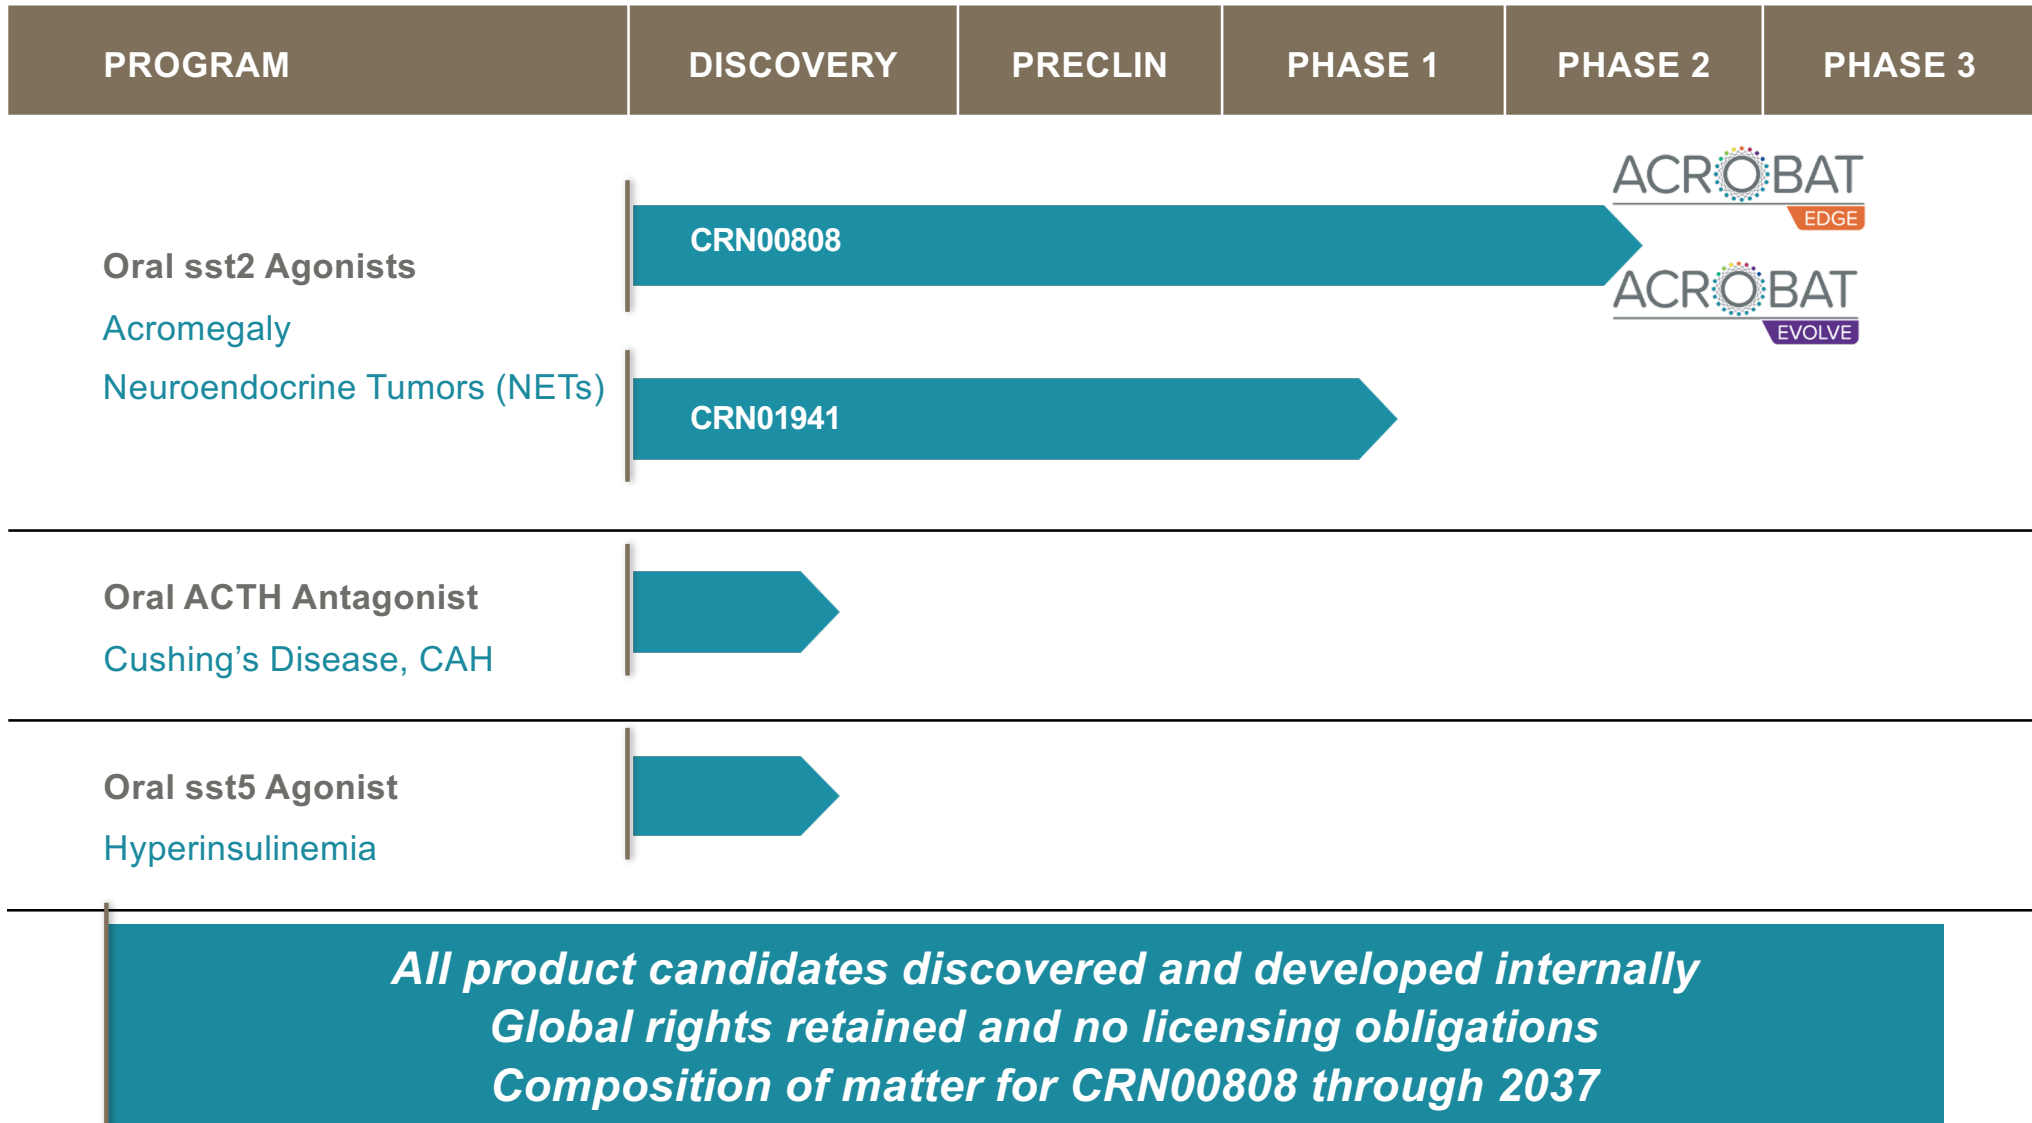 PROGRAM DISCOVERY PRECLIN PHASE 1 PHASE 2 PHASE 3
Oral sst2 Agonists
Acromegaly
Neuroendocrine Tumors (NETs)
CRN00808
ACROBAT
EDGE
ACROBAT
EVOLVE
CRN01941
Oral ACTH Antagonist
Cushing’s Disease, CAH
Oral sst5 Agonist
Hyperinsulinemia
All product candidates discovered and developed internally
Global rights retained and no licensing obligations
Composition of matter for CRN00808 through 2037